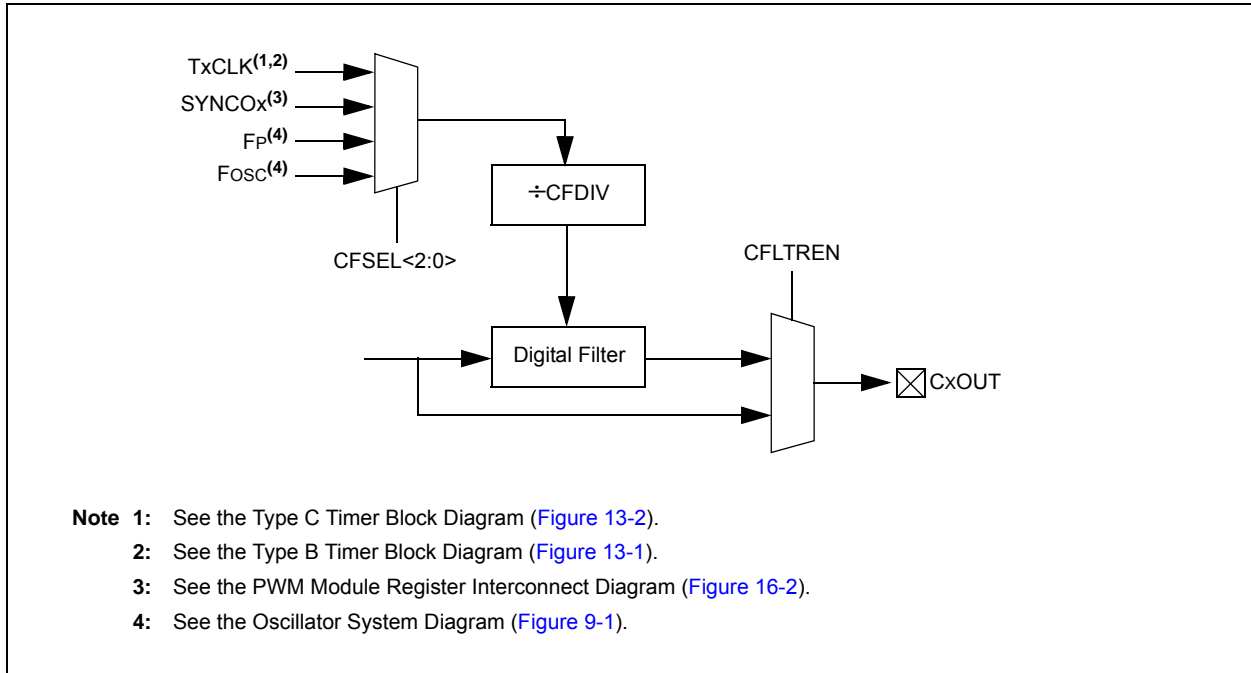 TxCLK(1,2)
SYNCOx(3)
FP(4)
FOSC(4)
÷CFDIV
CFSEL<2:0>
CFLTREN
Digital Filter
CxOUT
Note 1: See the Type C Timer Block Diagram (Figure 13-2).
2: See the Type B Timer Block Diagram (Figure 13-1).
3: See the PWM Module Register Interconnect Diagram (Figure 16-2).
4: See the Oscillator System Diagram (Figure 9-1).